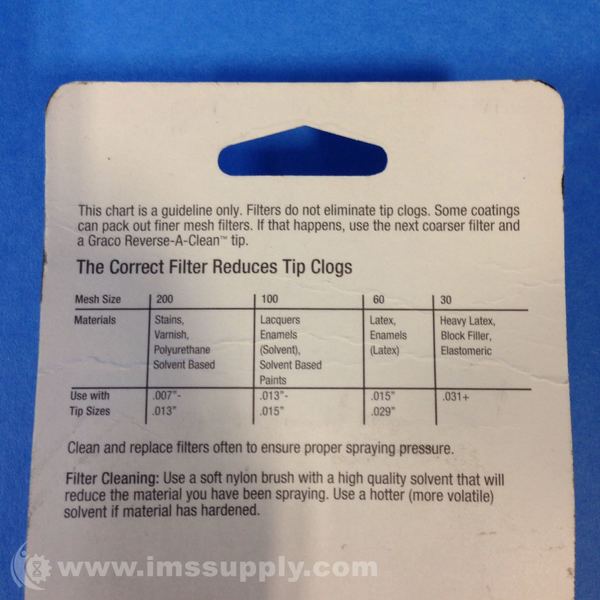 This chart is a guideline only. Filters do not eliminate tip clogs. Some coatings
can pack out finer mesh filters. If that happens, use the next coarser filter and
a Graco Reverse-A-Clean™ tip.
The Correct Filter Reduces Tip Clogs
Mesh Size 200 100 60 30
Materials Stains, Lacquers Latex, Heavy Latex,
Varnish, Enamels Enamels Block Filler,
Polyurethane (Solvent), (Latex) Elastomeric
Solvent Based Solvent Based
Paints
Use with .007"- .013"- .015" .031+
Tip Sizes .013" .015" .029"
Clean and replace filters often to ensure proper spraying pressure.
Filter Cleaning: Use a soft nylon brush with a high quality solvent that will
reduce the material you have been spraying. Use a hotter (more volatile)
solvent if material has hardened.
www.imssupply.com